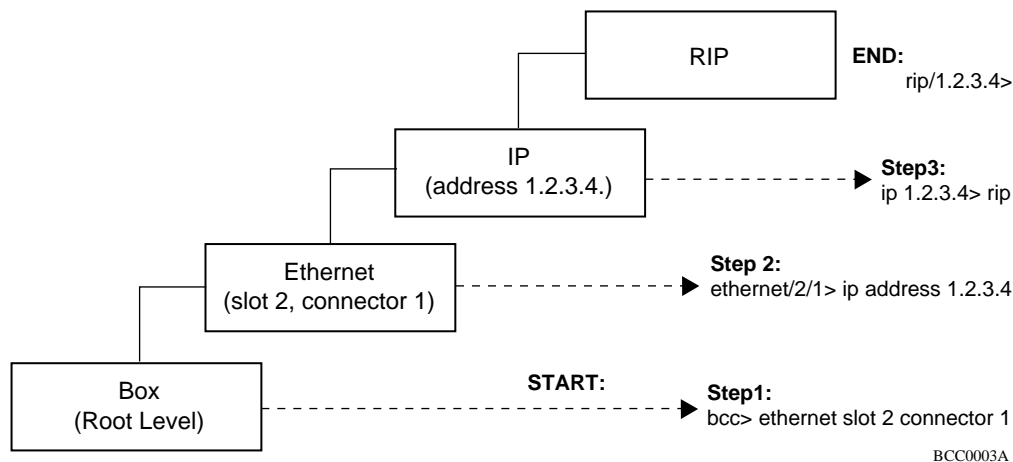 RIP
END:
rip/1.2.3.4>
IP
(address 1.2.3.4.)
Step3:
ip 1.2.3.4> rip
Ethernet
(slot 2, connector 1)
Step 2:
ethernet/2/1> ip address 1.2.3.4
Box
(Root Level)
START:
Step1:
bcc> ethernet slot 2 connector 1
BCC0003A